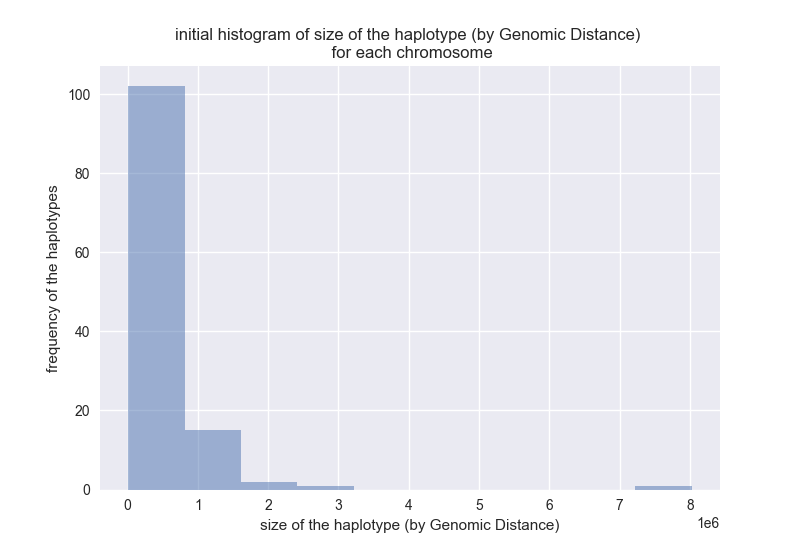 initial histogram of size of the haplotype (by Genomic Distance)
for each chromosome
100
80
60
40
20
0
frequency of the haplotypes
0 1 2 3 4 5 6 7 8
1e6
size of the haplotype (by Genomic Distance)